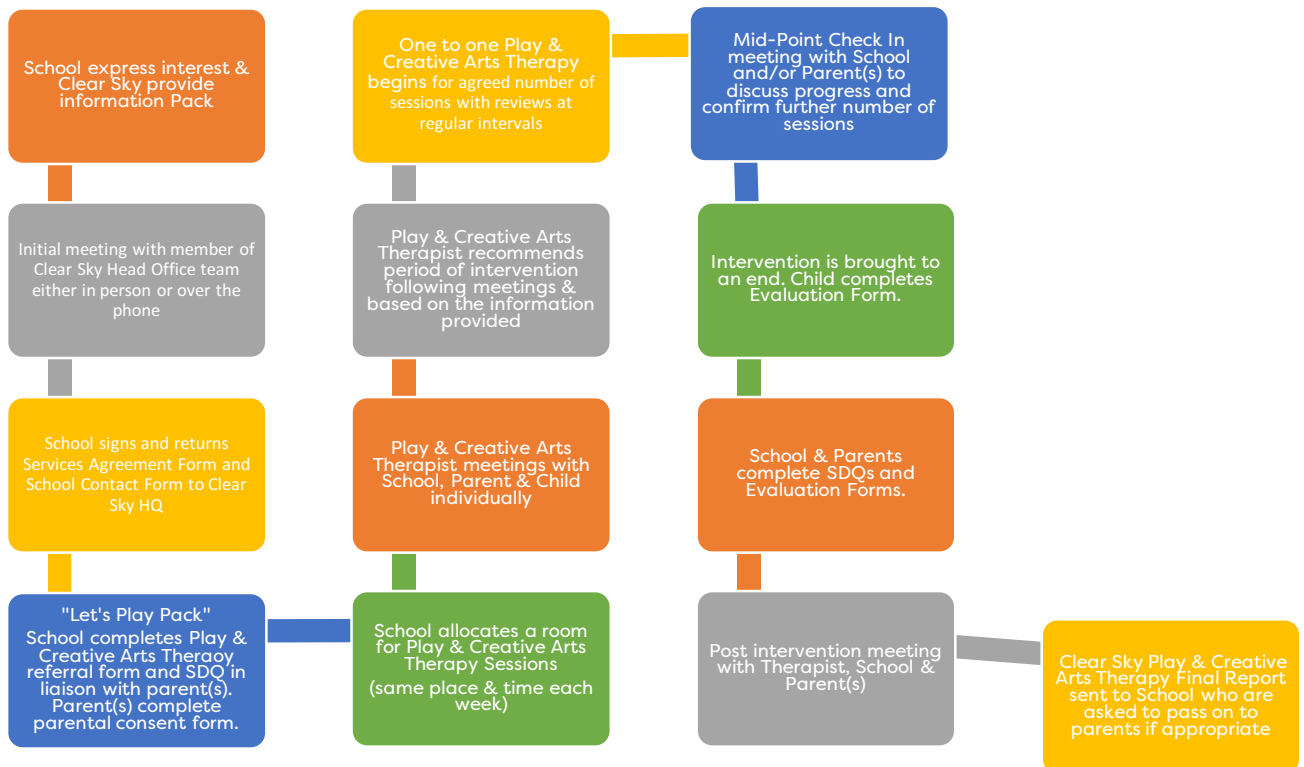 School express interest &
Clear Sky provide
information Pack
Initial meeting with member of
Clear Sky Head Office team
either in person or over the
phone
School signs and returns
Services Agreement Form and
School Contact Form to Clear
Sky HQ
"Let's Play Pack"
School completes Play &
Creative Arts Theraoy
referral form and SDQ in
liaison with parent(s).
Parent(s) complete
parental consent form.
School allocates a room
for Play & Creative Arts
Therapy Sessions
(same place & time each
week)
Play & Creative Arts
Therapist meetings with
School, Parent & Child
individually
Play & Creative Arts
Therapist recommends
period of intervention
following meetings &
based on the information
provided
One to one Play &
Creative Arts Therapy
begins for agreed number of
sessions with reviews at
regular intervals
Mid-Point Check In
meeting with School
and/or Parent(s) to
discuss progress and
confirm further number of
sessions
Intervention is brought to
an end. Child completes
Evaluation Form.
School & Parents
complete SDQs and
Evaluation Forms.
Post intervention meeting
with Therapist, School &
Parent(s)
Clear Sky Play & Creative
Arts Therapy Final Report
sent to School who are
asked to pass on to
parents if appropriate